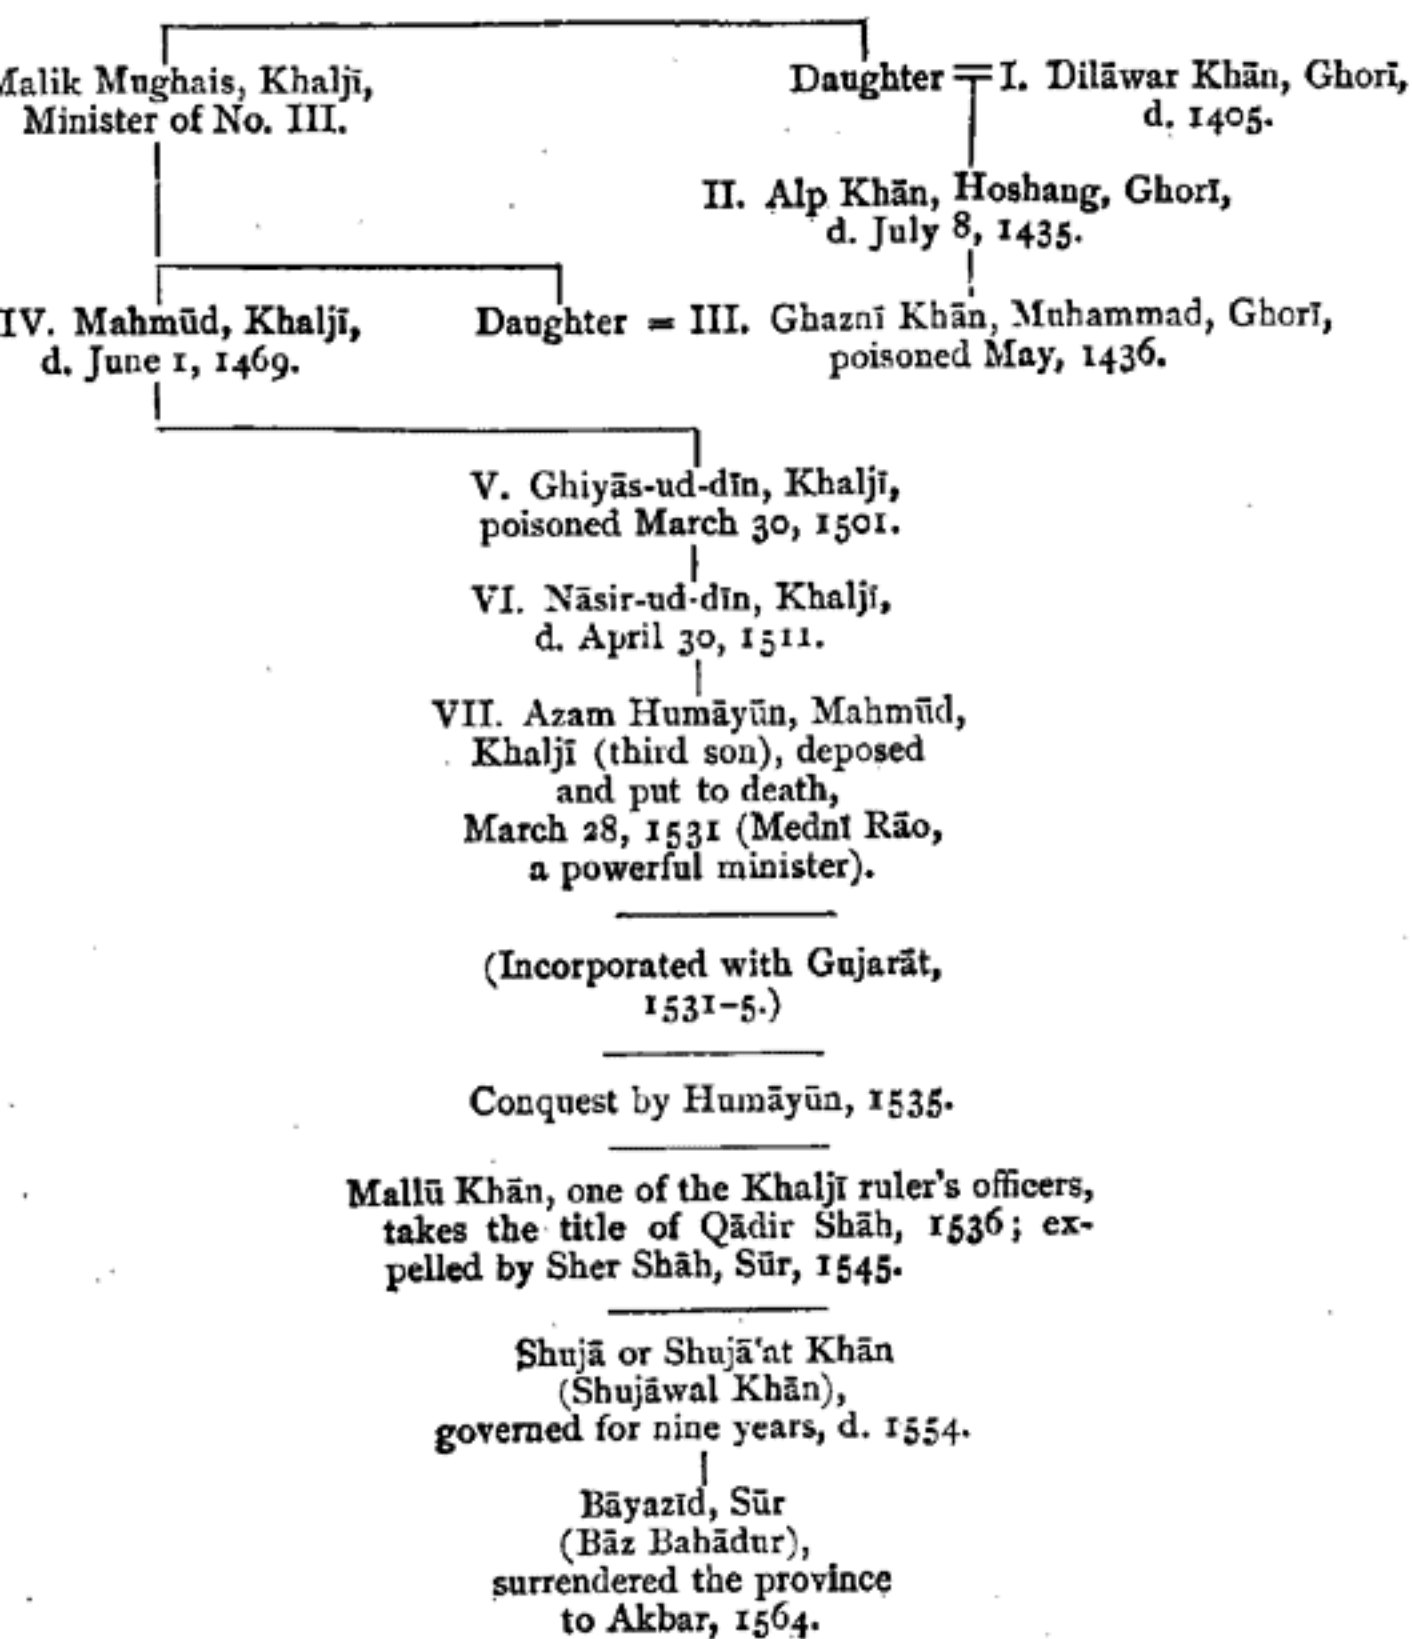 Malik Mughais, Khaljī,
Minister of No. III.
Daughter = I. Dilāwar Khān, Ghorī,
d. 1405.
II. Alp Khān, Hoshang, Ghorī,
d. July 8, 1435.
IV. Mahmūd, Khaljī,
d. June 1, 1469.
Daughter = III. Ghaznī Khān, Muhammad, Ghorī,
poisoned May, 1436.
V. Ghiyās-ud-dīn, Khaljī,
poisoned March 30, 1501.
VI. Nāsir-ud-dīn, Khaljī,
d. April 30, 1511.
VII. Azam Humāyūn, Mahmūd,
Khaljī (third son), deposed
and put to death,
March 28, 1531 (Mednī Rāo,
a powerful minister).
(Incorporated with Gujarāt,
1531–5.)
Conquest by Humāyūn, 1535.
Mallū Khān, one of the Khaljī ruler's officers,
takes the title of Qādir Shāh, 1536; ex-
pelled by Sher Shāh, Sūr, 1545.
Shujā or Shujā‘at Khān
(Shujāwal Khān),
governed for nine years, d. 1554.
Bāyazīd, Sūr
(Bāz Bahādur),
surrendered the province
to Akbar, 1564.